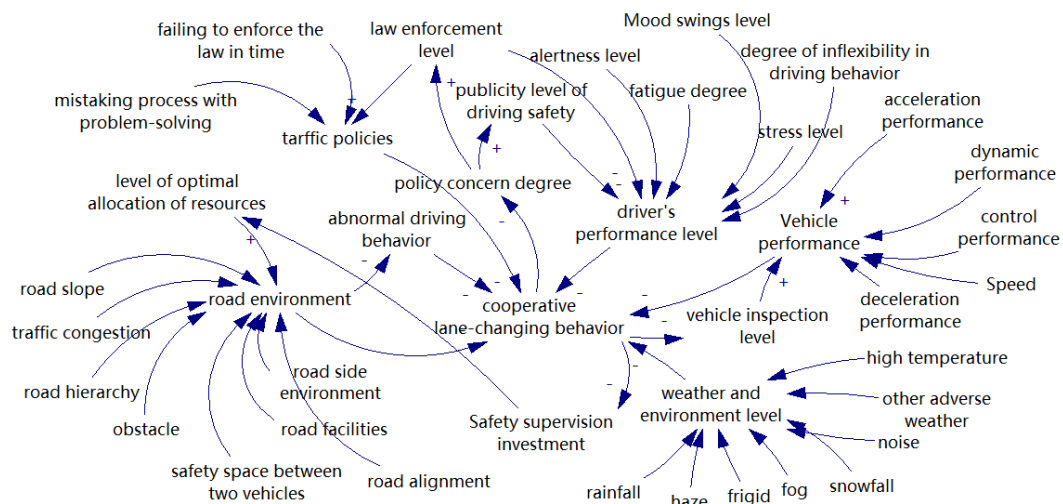 Mood swings level
failing to enforce the
law in time
law enforcement
level
alertness level
degree of inflexibility in
driving behavior
mistaking process with
problem-solving
publicity level of
driving safety
fatigue degree
acceleration
performance
tarffic policies
stress level
dynamic
performance
level of optimal
allocation of resources
policy concern degree
abnormal driving
behavior
driver's
performance level
Vehicle
performance
control
performance
road slope
road environment
cooperative
lane-changing behavior
vehicle inspection
level
deceleration
performance
Speed
traffic congestion
road hierarchy
road side
environment
high temperature
obstacle
road facilities
Safety supervision
investment
weather and
environment level
other adverse
weather
noise
safety space between
two vehicles
road alignment
rainfall
haze
frigid
fog
snowfall
+
+
+
-
-
+
+
-
-
-
-
-
-
-
-
-
-
+